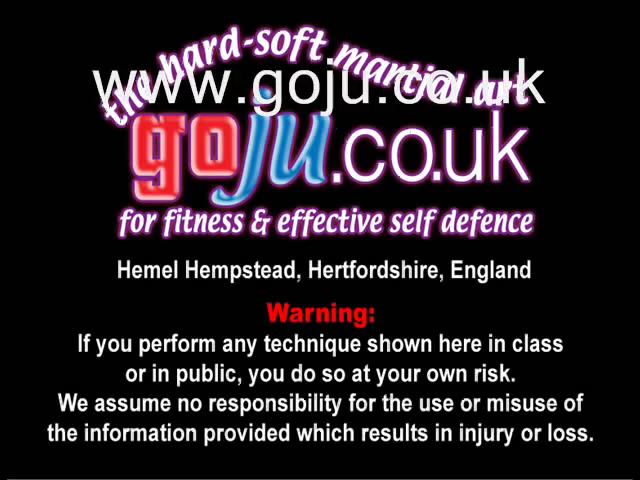 the hard-soft martial art
www.goju.co.uk
goju.co.uk
for fitness & effective self defence
Hemel Hempstead, Hertfordshire, England
Warning:
If you perform any technique shown here in class
or in public, you do so at your own risk.
We assume no responsibility for the use or misuse of
the information provided which results in injury or loss.